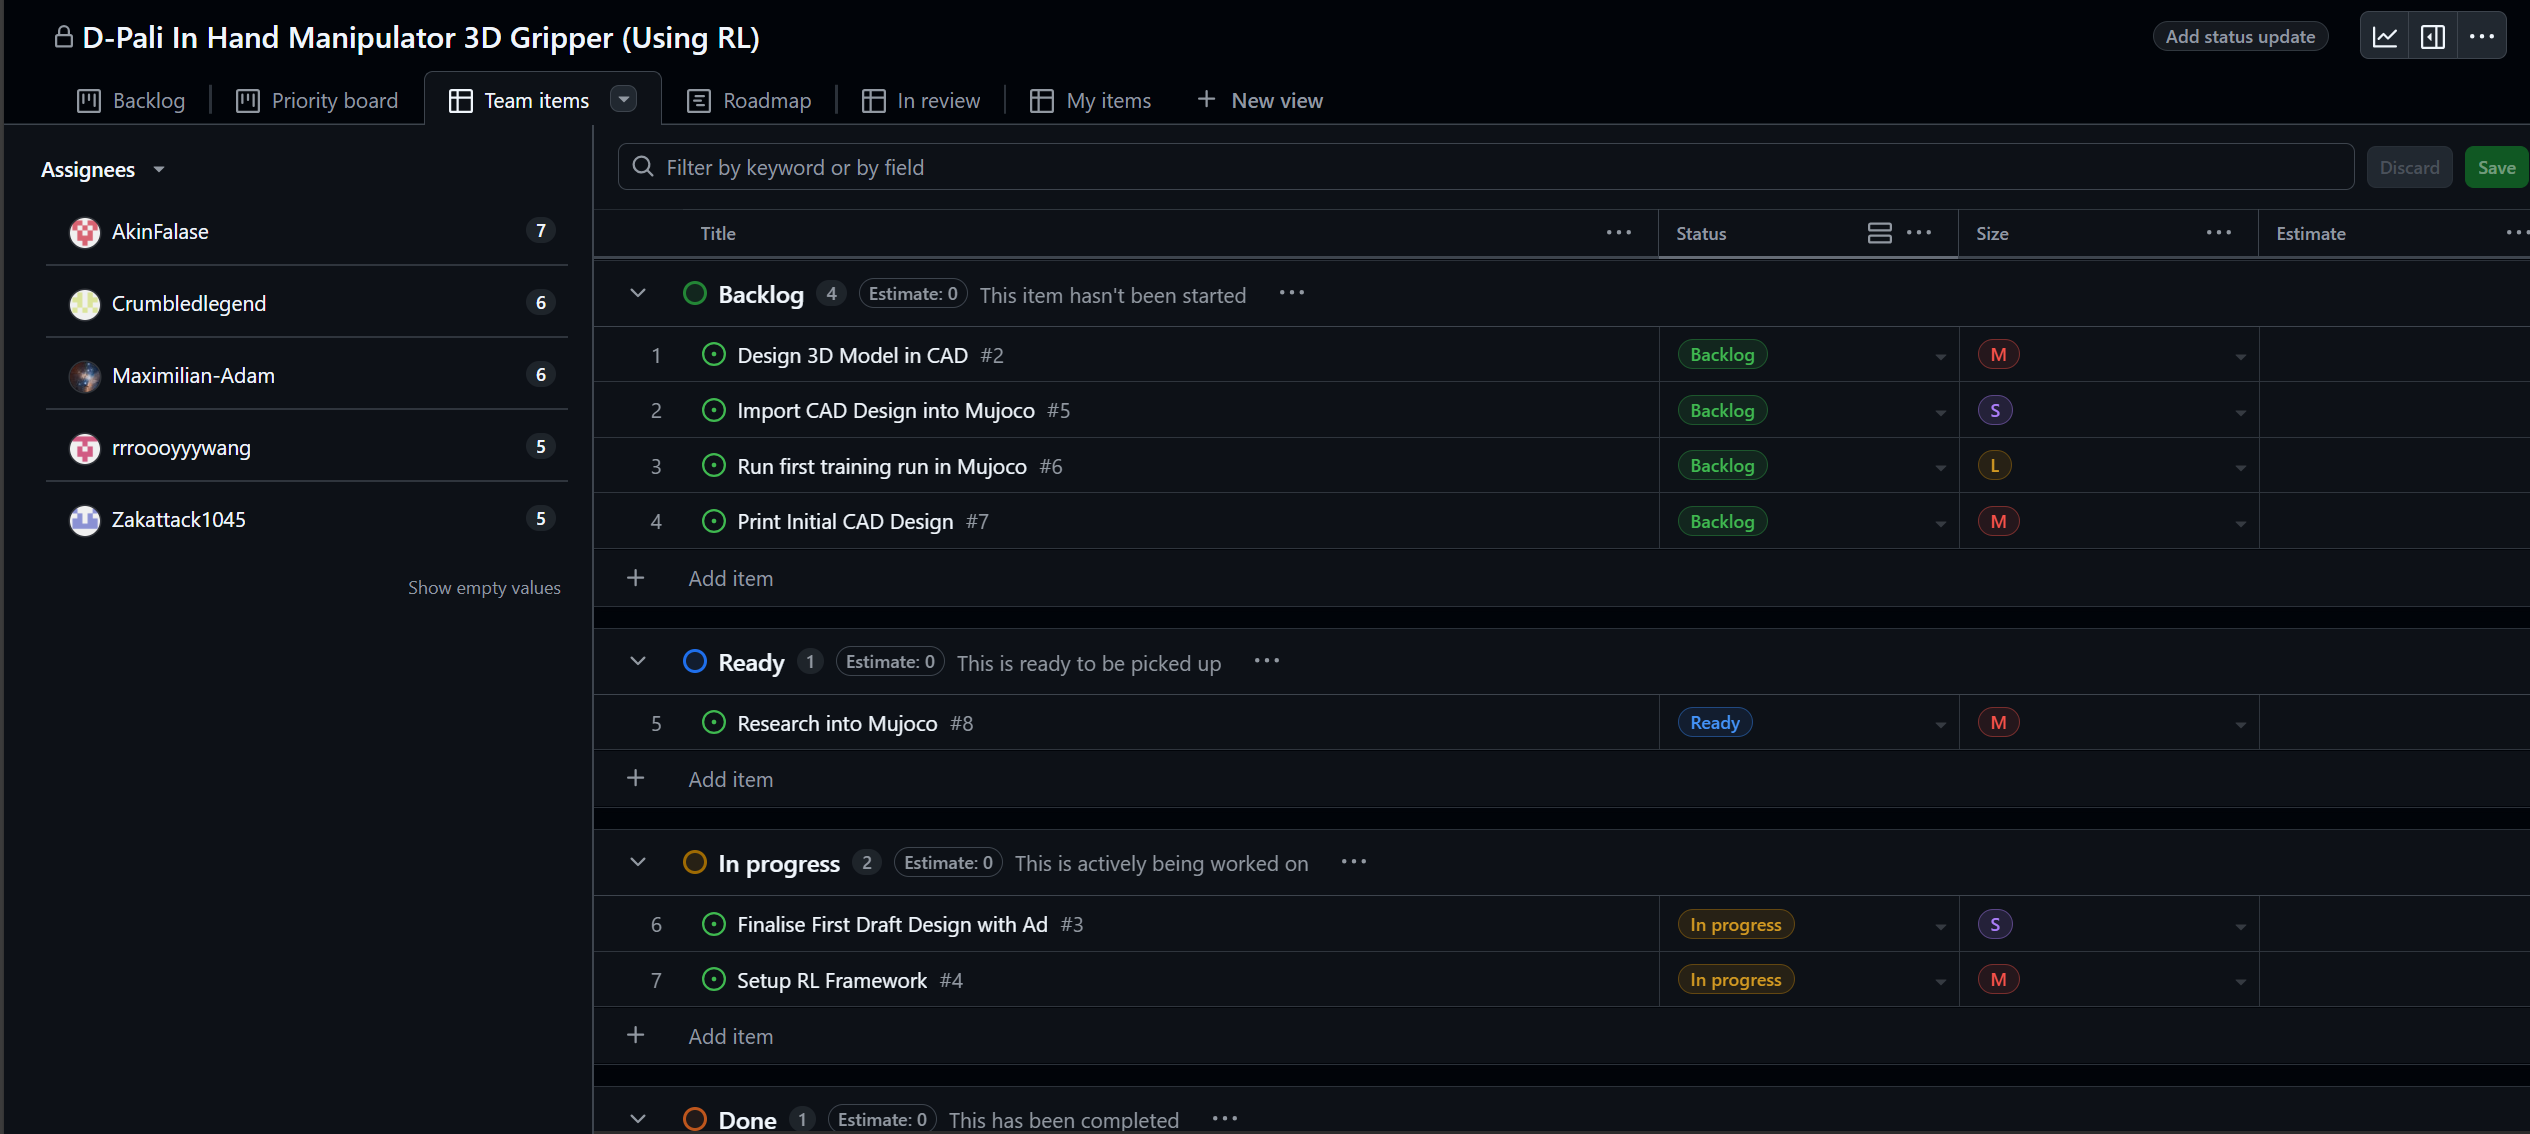 D-Pali In Hand Manipulator 3D Gripper (Using RL)
Add status update
Backlog
Priority board
Team items
Roadmap
In review
My items
New view
Assignees
AkinFalase 7
Crumbledlegend 6
Maximilian-Adam 6
rrroooyyywang 5
Zakattack1045 5
Show empty values
Filter by keyword or by field
Discard
Save
Title Status Size Estimate
Backlog 4 Estimate: 0 This item hasn't been started
1 Design 3D Model in CAD #2 Backlog M
2 Import CAD Design into Mujoco #5 Backlog S
3 Run first training run in Mujoco #6 Backlog L
4 Print Initial CAD Design #7 Backlog M
Add item
Ready 1 Estimate: 0 This is ready to be picked up
5 Research into Mujoco #8 Ready M
Add item
In progress 2 Estimate: 0 This is actively being worked on
6 Finalise First Draft Design with Ad #3 In progress S
7 Setup RL Framework #4 In progress M
Add item
Done 1 Estimate: 0 This has been completed